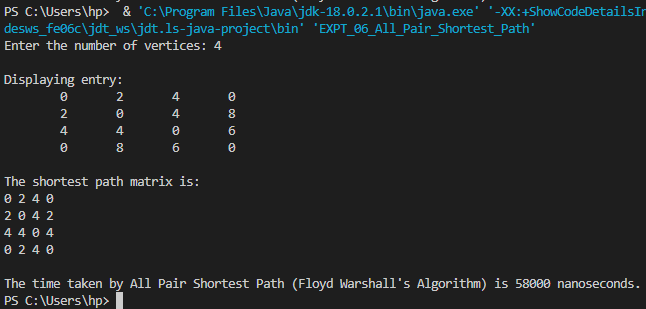 PS C:\Users\hp>  & 'C:\Program Files\Java\jdk-18.0.2.1\bin\java.exe' '-XX:+ShowCodeDetailsIn
desws_fe06c\jdt_ws\jdt.ls-java-project\bin' 'EXPT_06_All_Pair_Shortest_Path'
Enter the number of vertices: 4
Displaying entry:
0 2 4 0
2 0 4 8
4 4 0 6
0 8 6 0
The shortest path matrix is:
0 2 4 0
2 0 4 2
4 4 0 4
0 2 4 0
The time taken by All Pair Shortest Path (Floyd Warshall's Algorithm) is 58000 nanoseconds.
PS C:\Users\hp>